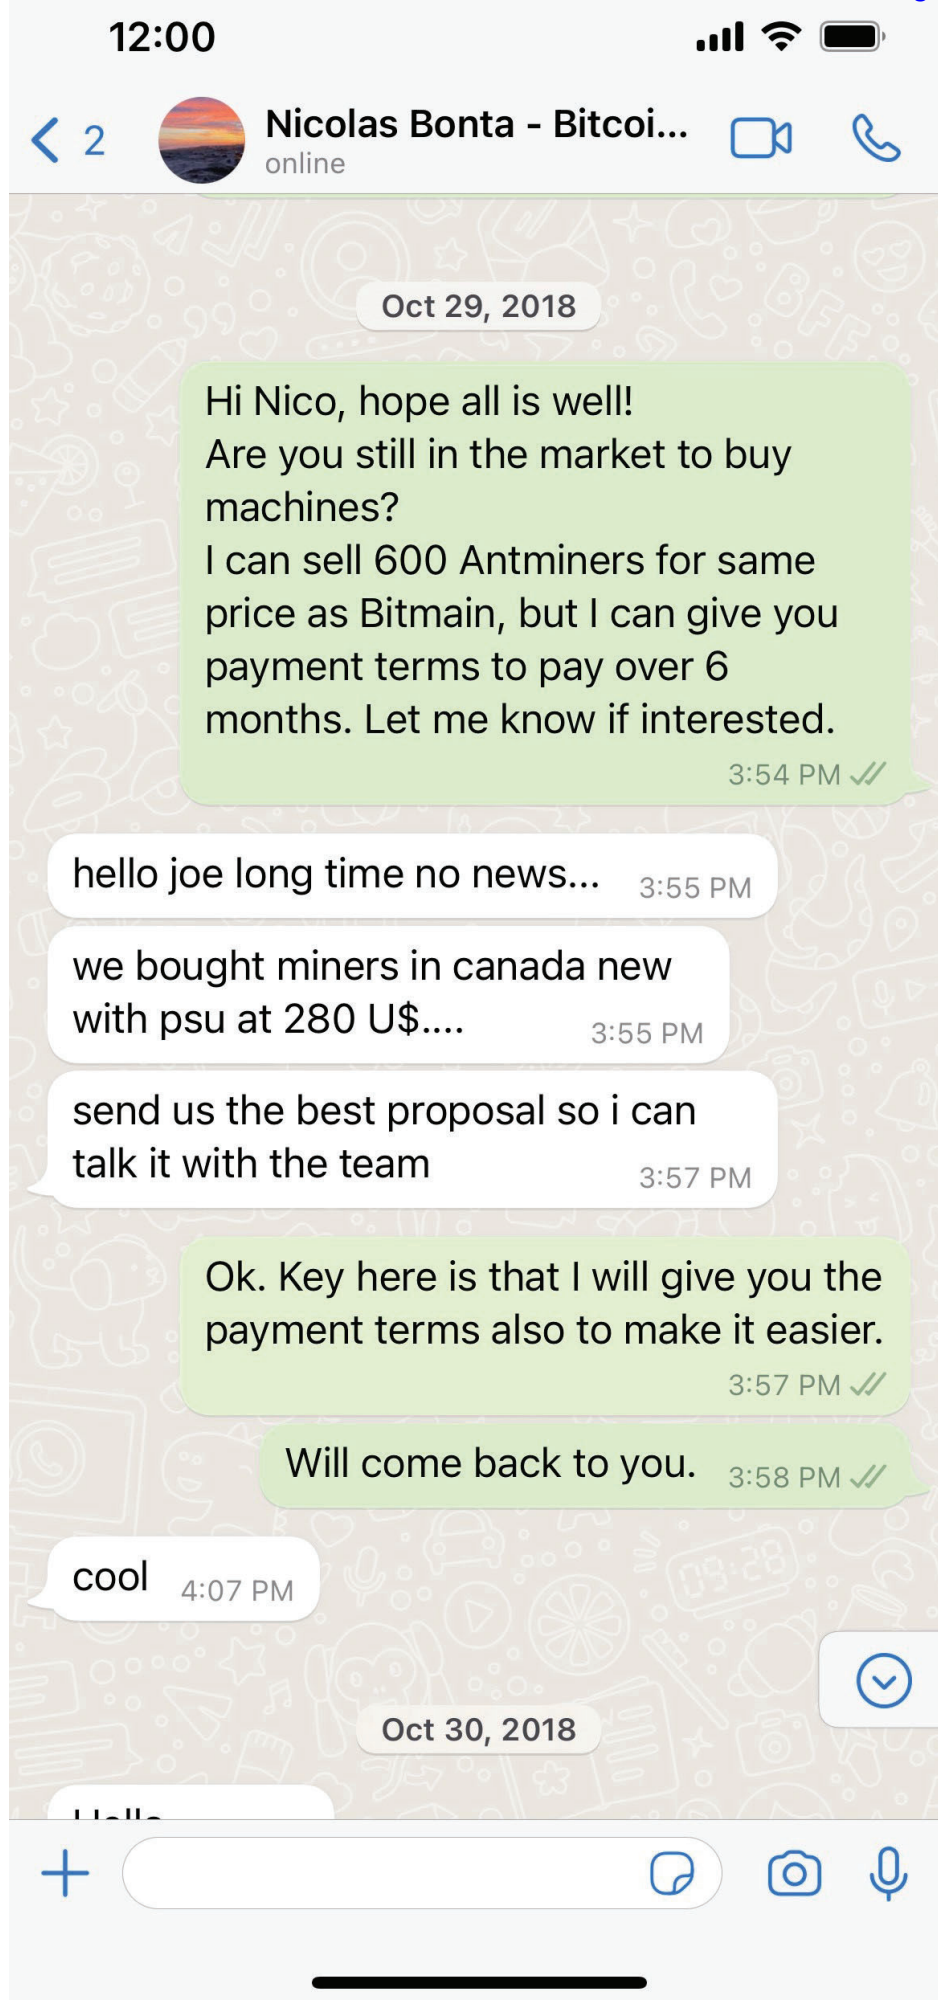 12:00
2
Nicolas Bonta - Bitcoi...
online
Oct 29, 2018
Hi Nico, hope all is well!
Are you still in the market to buy
machines?
I can sell 600 Antminers for same
price as Bitmain, but I can give you
payment terms to pay over 6
months. Let me know if interested.
3:54 PM
hello joe long time no news...
3:55 PM
we bought miners in canada new
with psu at 280 U$....
3:55 PM
send us the best proposal so i can
talk it with the team
3:57 PM
Ok. Key here is that I will give you the
payment terms also to make it easier.
3:57 PM
Will come back to you.
3:58 PM
cool
4:07 PM
Oct 30, 2018
Hello